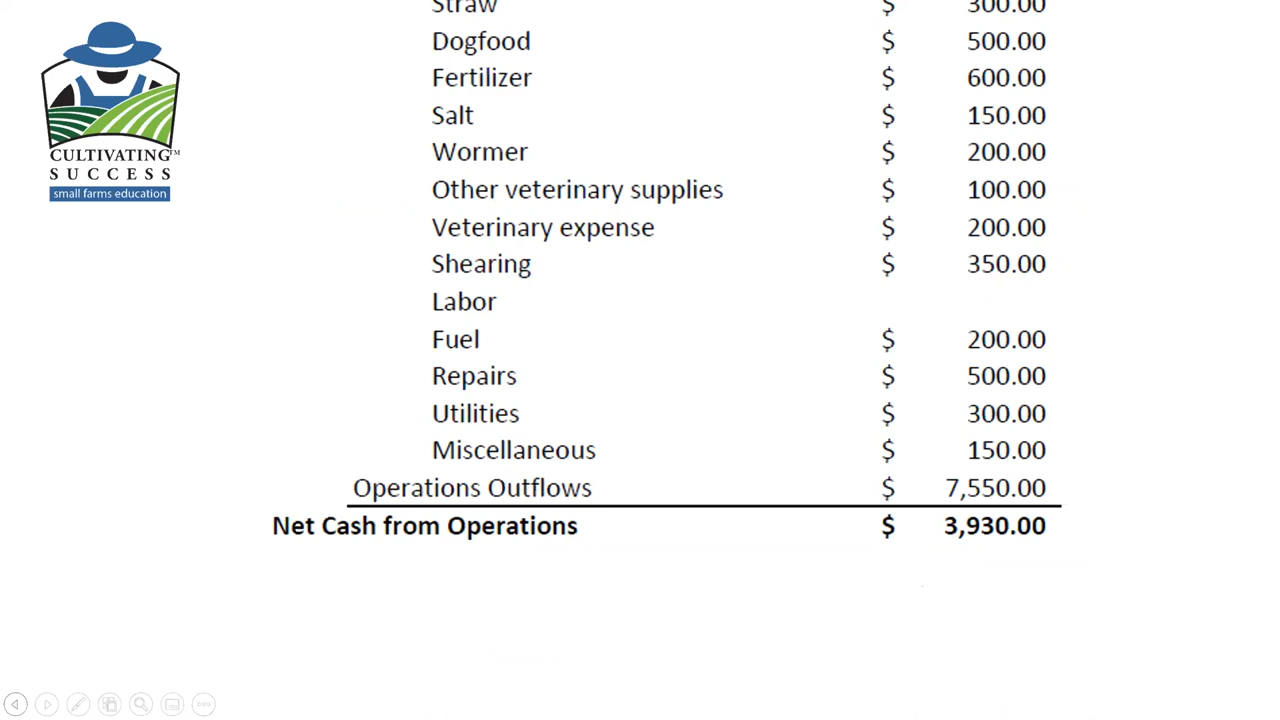 Straw $ 300.00
Dogfood $ 500.00
Fertilizer $ 600.00
Salt $ 150.00
Wormer $ 200.00
Other veterinary supplies $ 100.00
Veterinary expense $ 200.00
Shearing $ 350.00
Labor
Fuel $ 200.00
Repairs $ 500.00
Utilities $ 300.00
Miscellaneous $ 150.00
Operations Outflows $ 7,550.00
Net Cash from Operations $ 3,930.00
CULTIVATING™
SUCCESS
small farms education